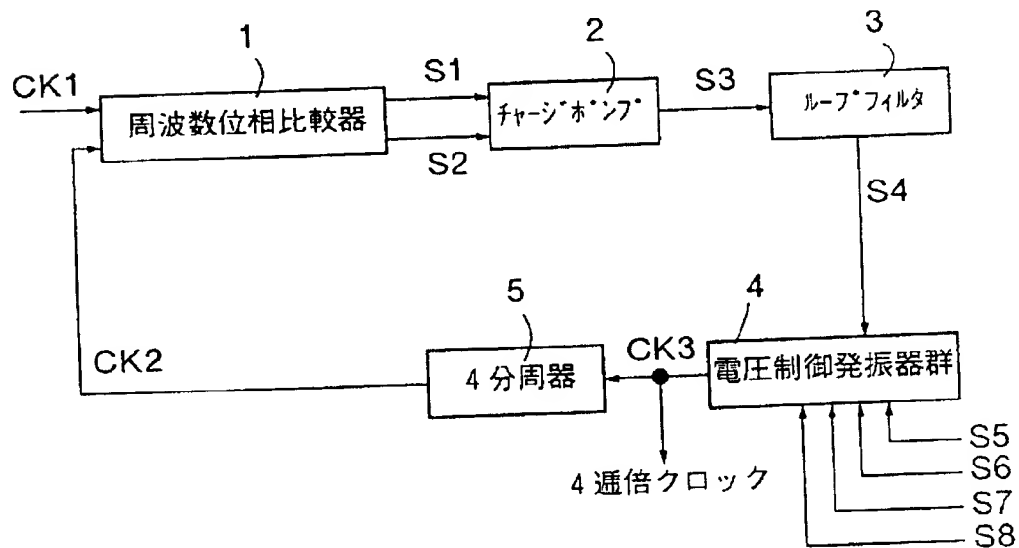 1
2
3
CK1
S1
S3
周波数位相比較器
チャージポンプ
ループフィルタ
S2
S4
5
4
CK2
CK3
4分周器
電圧制御発振器群
4逓倍クロック
S5
S6
S7
S8